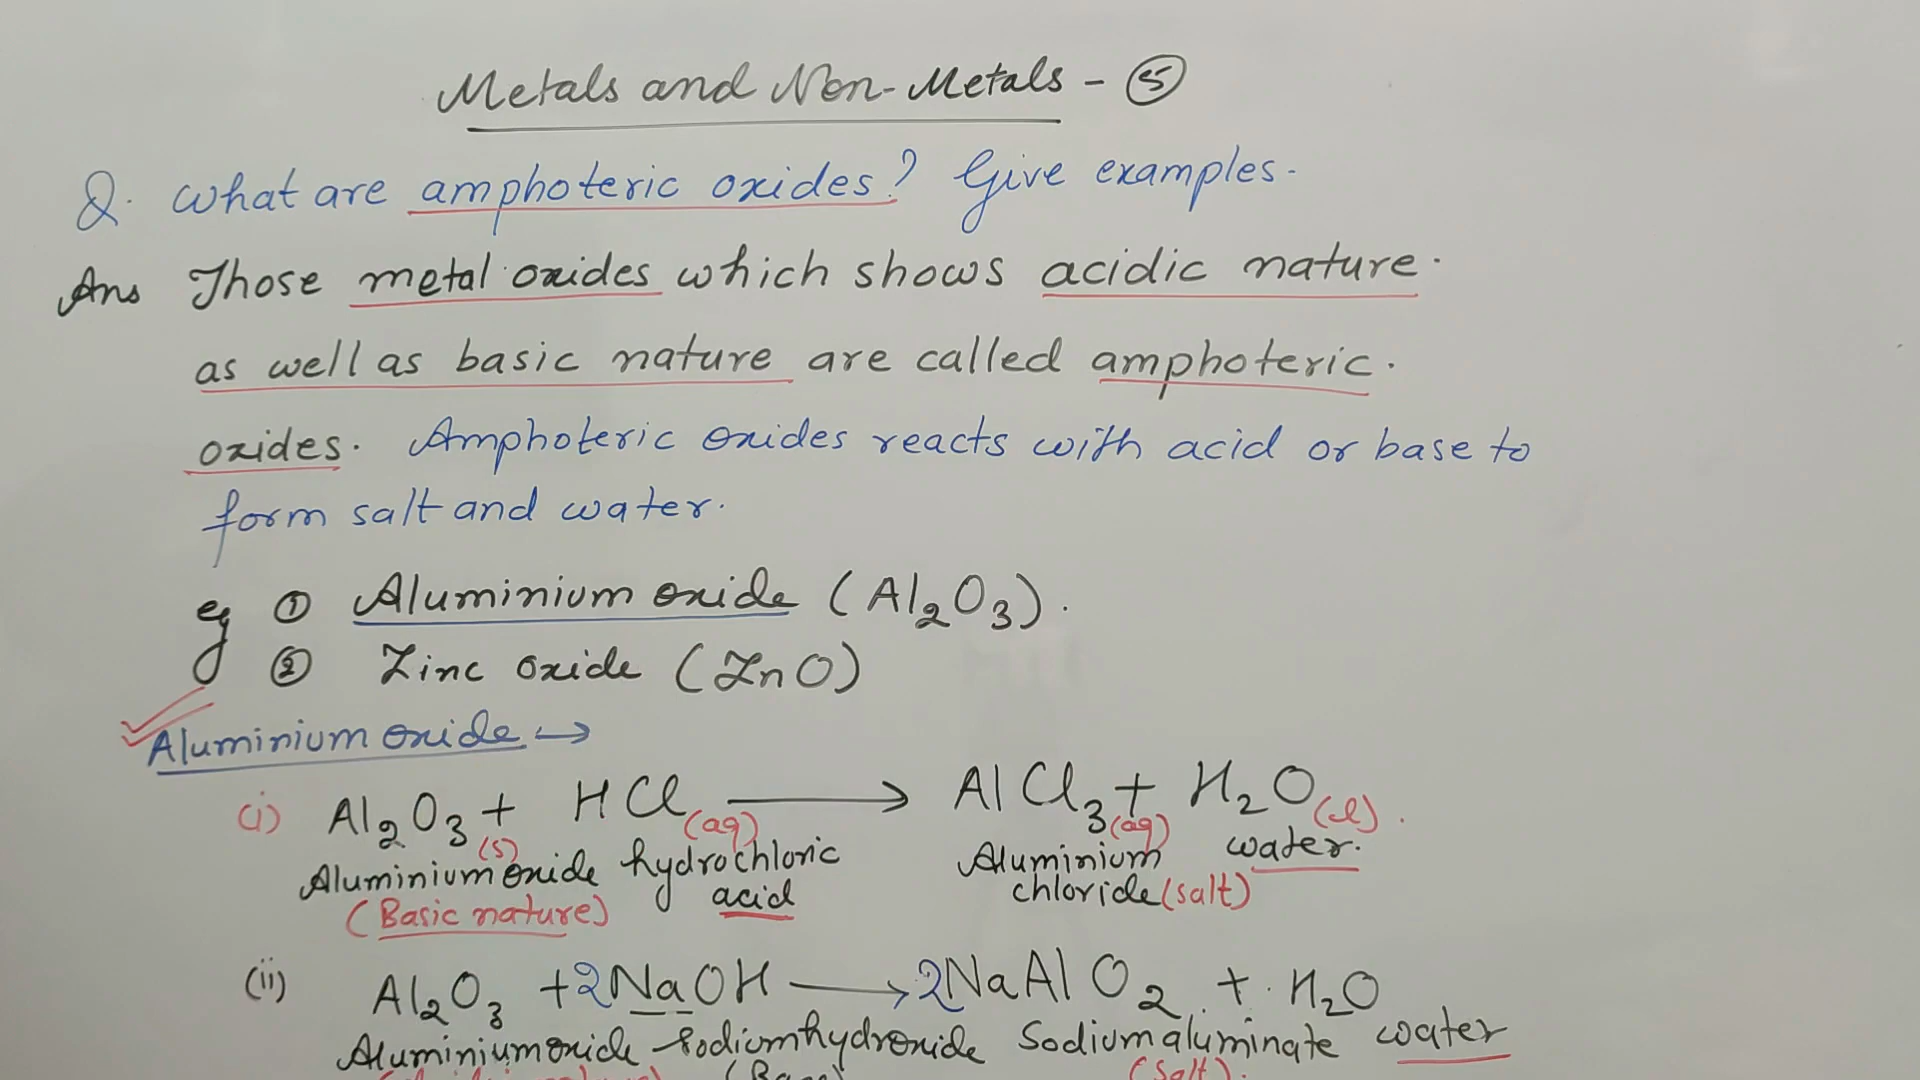 Metals and Non-Metals - 5
Q. What are amphoteric oxides? Give examples.
Ans Those metal oxides which shows acidic nature.
as well as basic nature are called amphoteric.
oxides. Amphoteric oxides reacts with acid or base to
form salt and water.
eg ① Aluminium oxide (Al₂O₃).
② Zinc oxide (ZnO)
Aluminium oxide →
(i) Al₂O₃(s) + HCl(aq) → AlCl₃(aq) + H₂O(l).
Aluminium oxide hydrochloric Aluminium water.
(Basic nature) acid chloride (salt)
(ii) Al₂O₃ + 2NaOH → 2NaAlO₂ + H₂O
Aluminium oxide Sodium hydroxide Sodium aluminate water
(Base) (Salt).